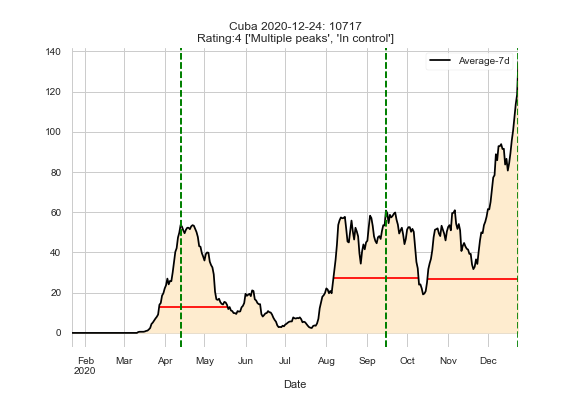 Cuba 2020-12-24: 10717
Rating:4 ['Multiple peaks', 'In control']
Average-7d
140
120
100
80
60
40
20
0
Feb Mar Apr May Jun Jul Aug Sep Oct Nov Dec
2020
Date